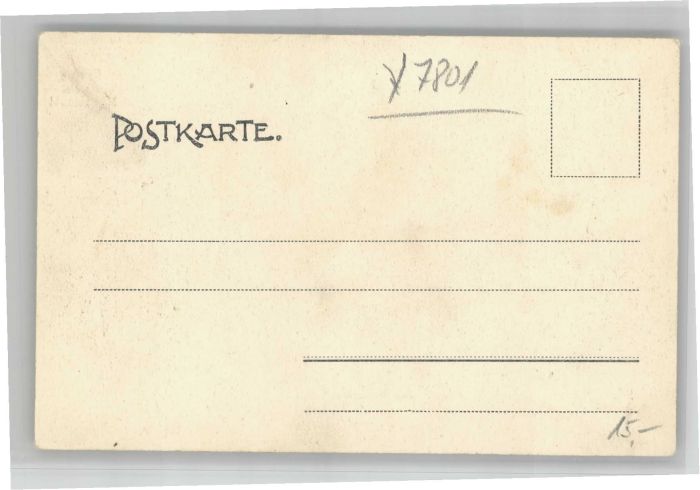 y 7801
POSTKARTE.
15,-